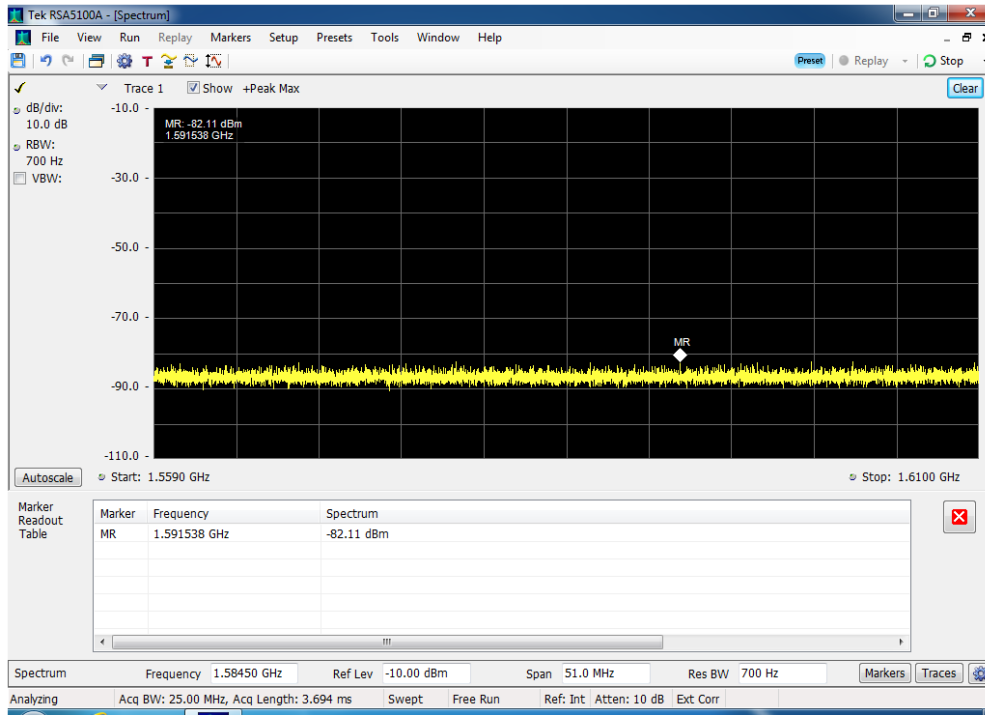 Tek RSA5100A - [Spectrum]
File View Run Replay Markers Setup Presets Tools Window Help
T Preset Replay Stop
Trace 1 Show +Peak Max Clear
dB/div:
10.0 dB
RBW:
700 Hz
VBW:
-10.0 -
MR: -82.11 dBm
1.591538 GHz
-30.0 -
-50.0 -
-70.0 -
MR
-90.0 -
-110.0 -
Autoscale Start: 1.5590 GHz Stop: 1.6100 GHz
Marker
Readout
Table
Marker Frequency Spectrum
MR 1.591538 GHz -82.11 dBm
Spectrum Frequency 1.58450 GHz Ref Lev -10.00 dBm Span 51.0 MHz Res BW 700 Hz Markers Traces
Analyzing Acq BW: 25.00 MHz, Acq Length: 3.694 ms Swept Free Run Ref: Int Atten: 10 dB Ext Corr